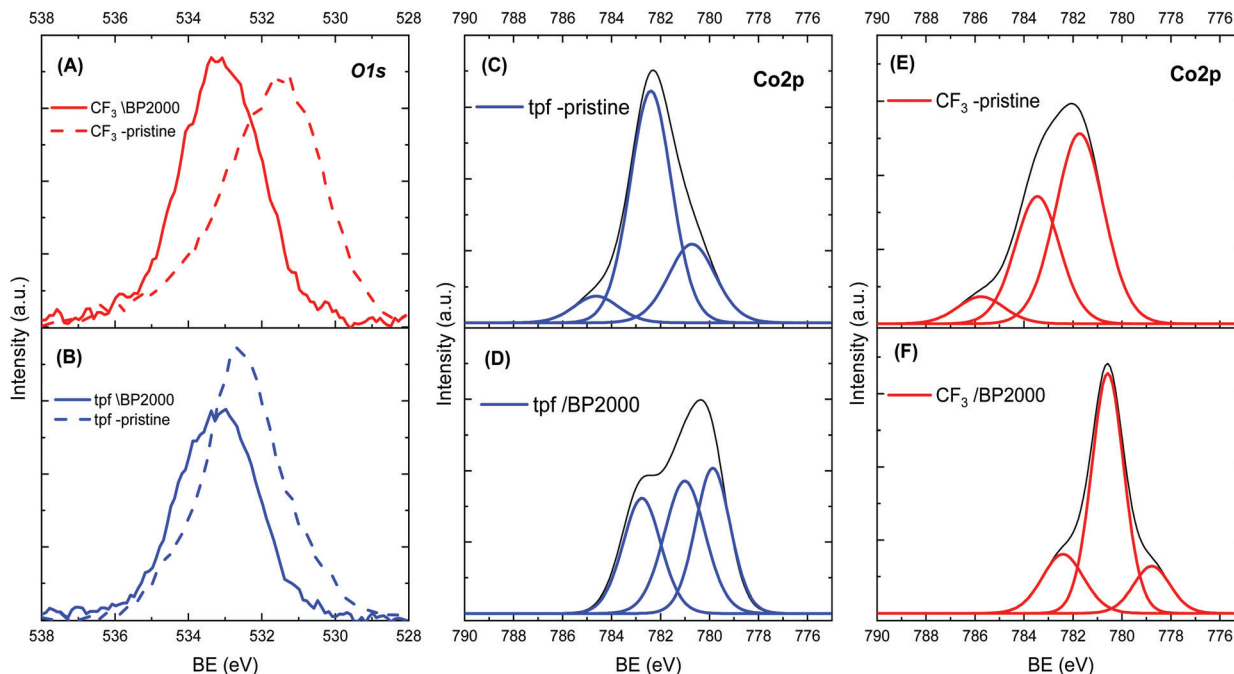 538 536 534 532 530 528
(A)
O1s
CF3 \BP2000
CF3 -pristine
(B)
tpf \BP2000
tpf -pristine
538 536 534 532 530 528
BE (eV)
Intensity (a.u.)
790 788 786 784 782 780 778 776
(C)
Co2p
tpf -pristine
(D)
tpf /BP2000
790 788 786 784 782 780 778 776
BE (eV)
Intensity (a.u.)
790 788 786 784 782 780 778 776
(E)
Co2p
CF3 -pristine
(F)
CF3 /BP2000
790 788 786 784 782 780 778 776
BE (eV)
Intensity (a.u.)